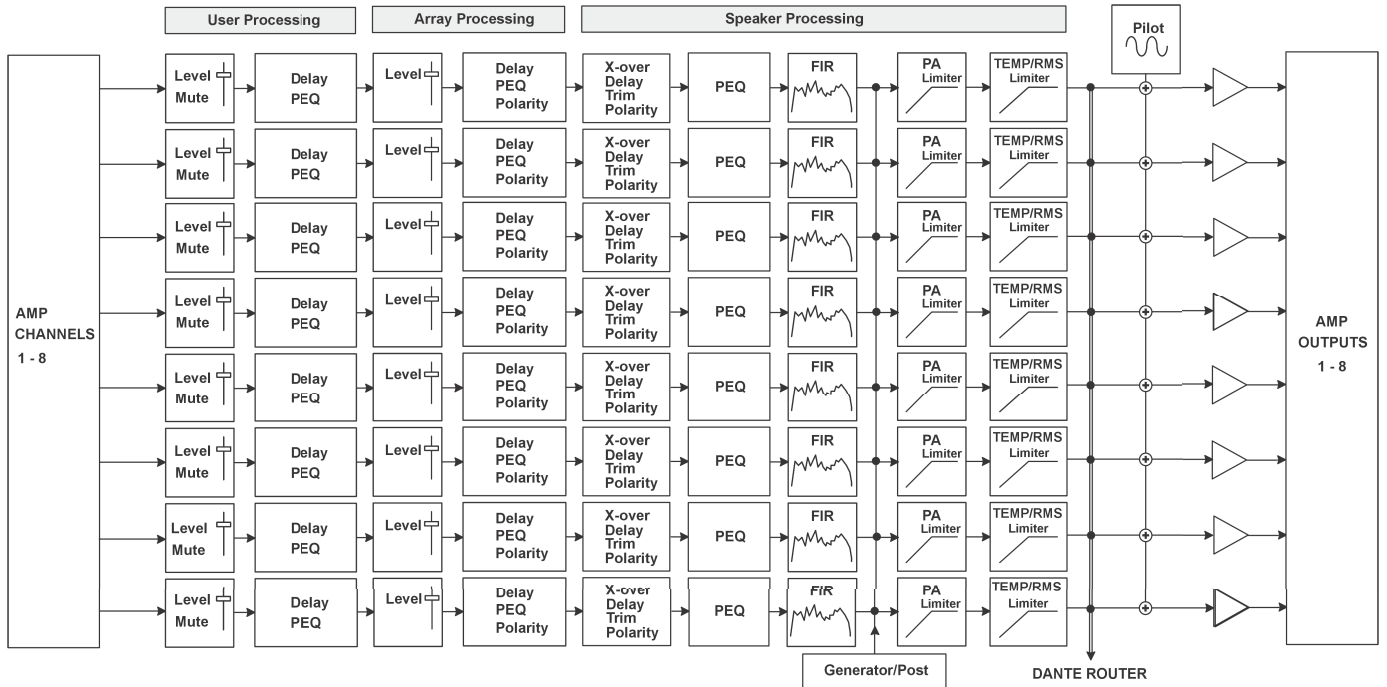 User Processing
Array Processing
Speaker Processing
Pilot
AMP
CHANNELS
1 - 8
Level
Mute
Delay
PEQ
Level
Delay
PEQ
Polarity
X-over
Delay
Trim
Polarity
PEQ
FIR
PA
Limiter
TEMP/RMS
Limiter
Level
Mute
Delay
PEQ
Level
Delay
PEQ
Polarity
X-over
Delay
Trim
Polarity
PEQ
FIR
PA
Limiter
TEMP/RMS
Limiter
Level
Mute
Delay
PEQ
Level
Delay
PEQ
Polarity
X-over
Delay
Trim
Polarity
PEQ
FIR
PA
Limiter
TEMP/RMS
Limiter
Level
Mute
Delay
PEQ
Level
Delay
PEQ
Polarity
X-over
Delay
Trim
Polarity
PEQ
FIR
PA
Limiter
TEMP/RMS
Limiter
Level
Mute
Delay
PEQ
Level
Delay
PEQ
Polarity
X-over
Delay
Trim
Polarity
PEQ
FIR
PA
Limiter
TEMP/RMS
Limiter
Level
Mute
Delay
PEQ
Level
Delay
PEQ
Polarity
X-over
Delay
Trim
Polarity
PEQ
FIR
PA
Limiter
TEMP/RMS
Limiter
Level
Mute
Delay
PEQ
Level
Delay
PEQ
Polarity
X-over
Delay
Trim
Polarity
PEQ
FIR
PA
Limiter
TEMP/RMS
Limiter
Level
Mute
Delay
PEQ
Level
Delay
PEQ
Polarity
X-over
Delay
Trim
Polarity
PEQ
FIR
PA
Limiter
TEMP/RMS
Limiter
AMP
OUTPUTS
1 - 8
Generator/Post
DANTE ROUTER